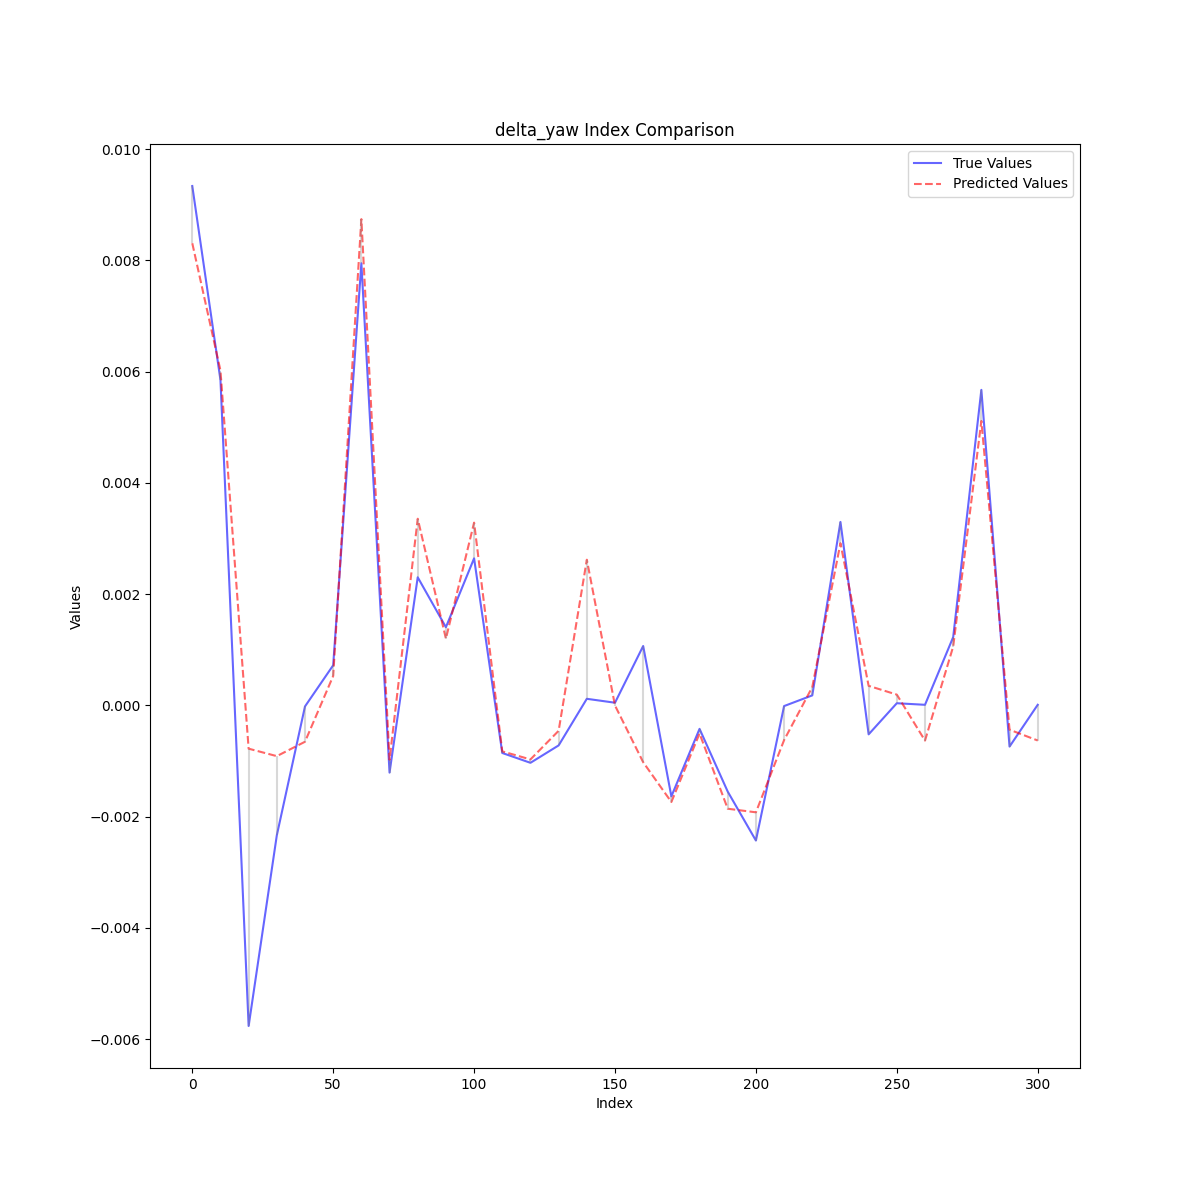 delta_yaw Index Comparison
True Values
Predicted Values
0.010
0.008
0.006
0.004
0.002
0.000
−0.002
−0.004
−0.006
Values
0 50 100 150 200 250 300
Index